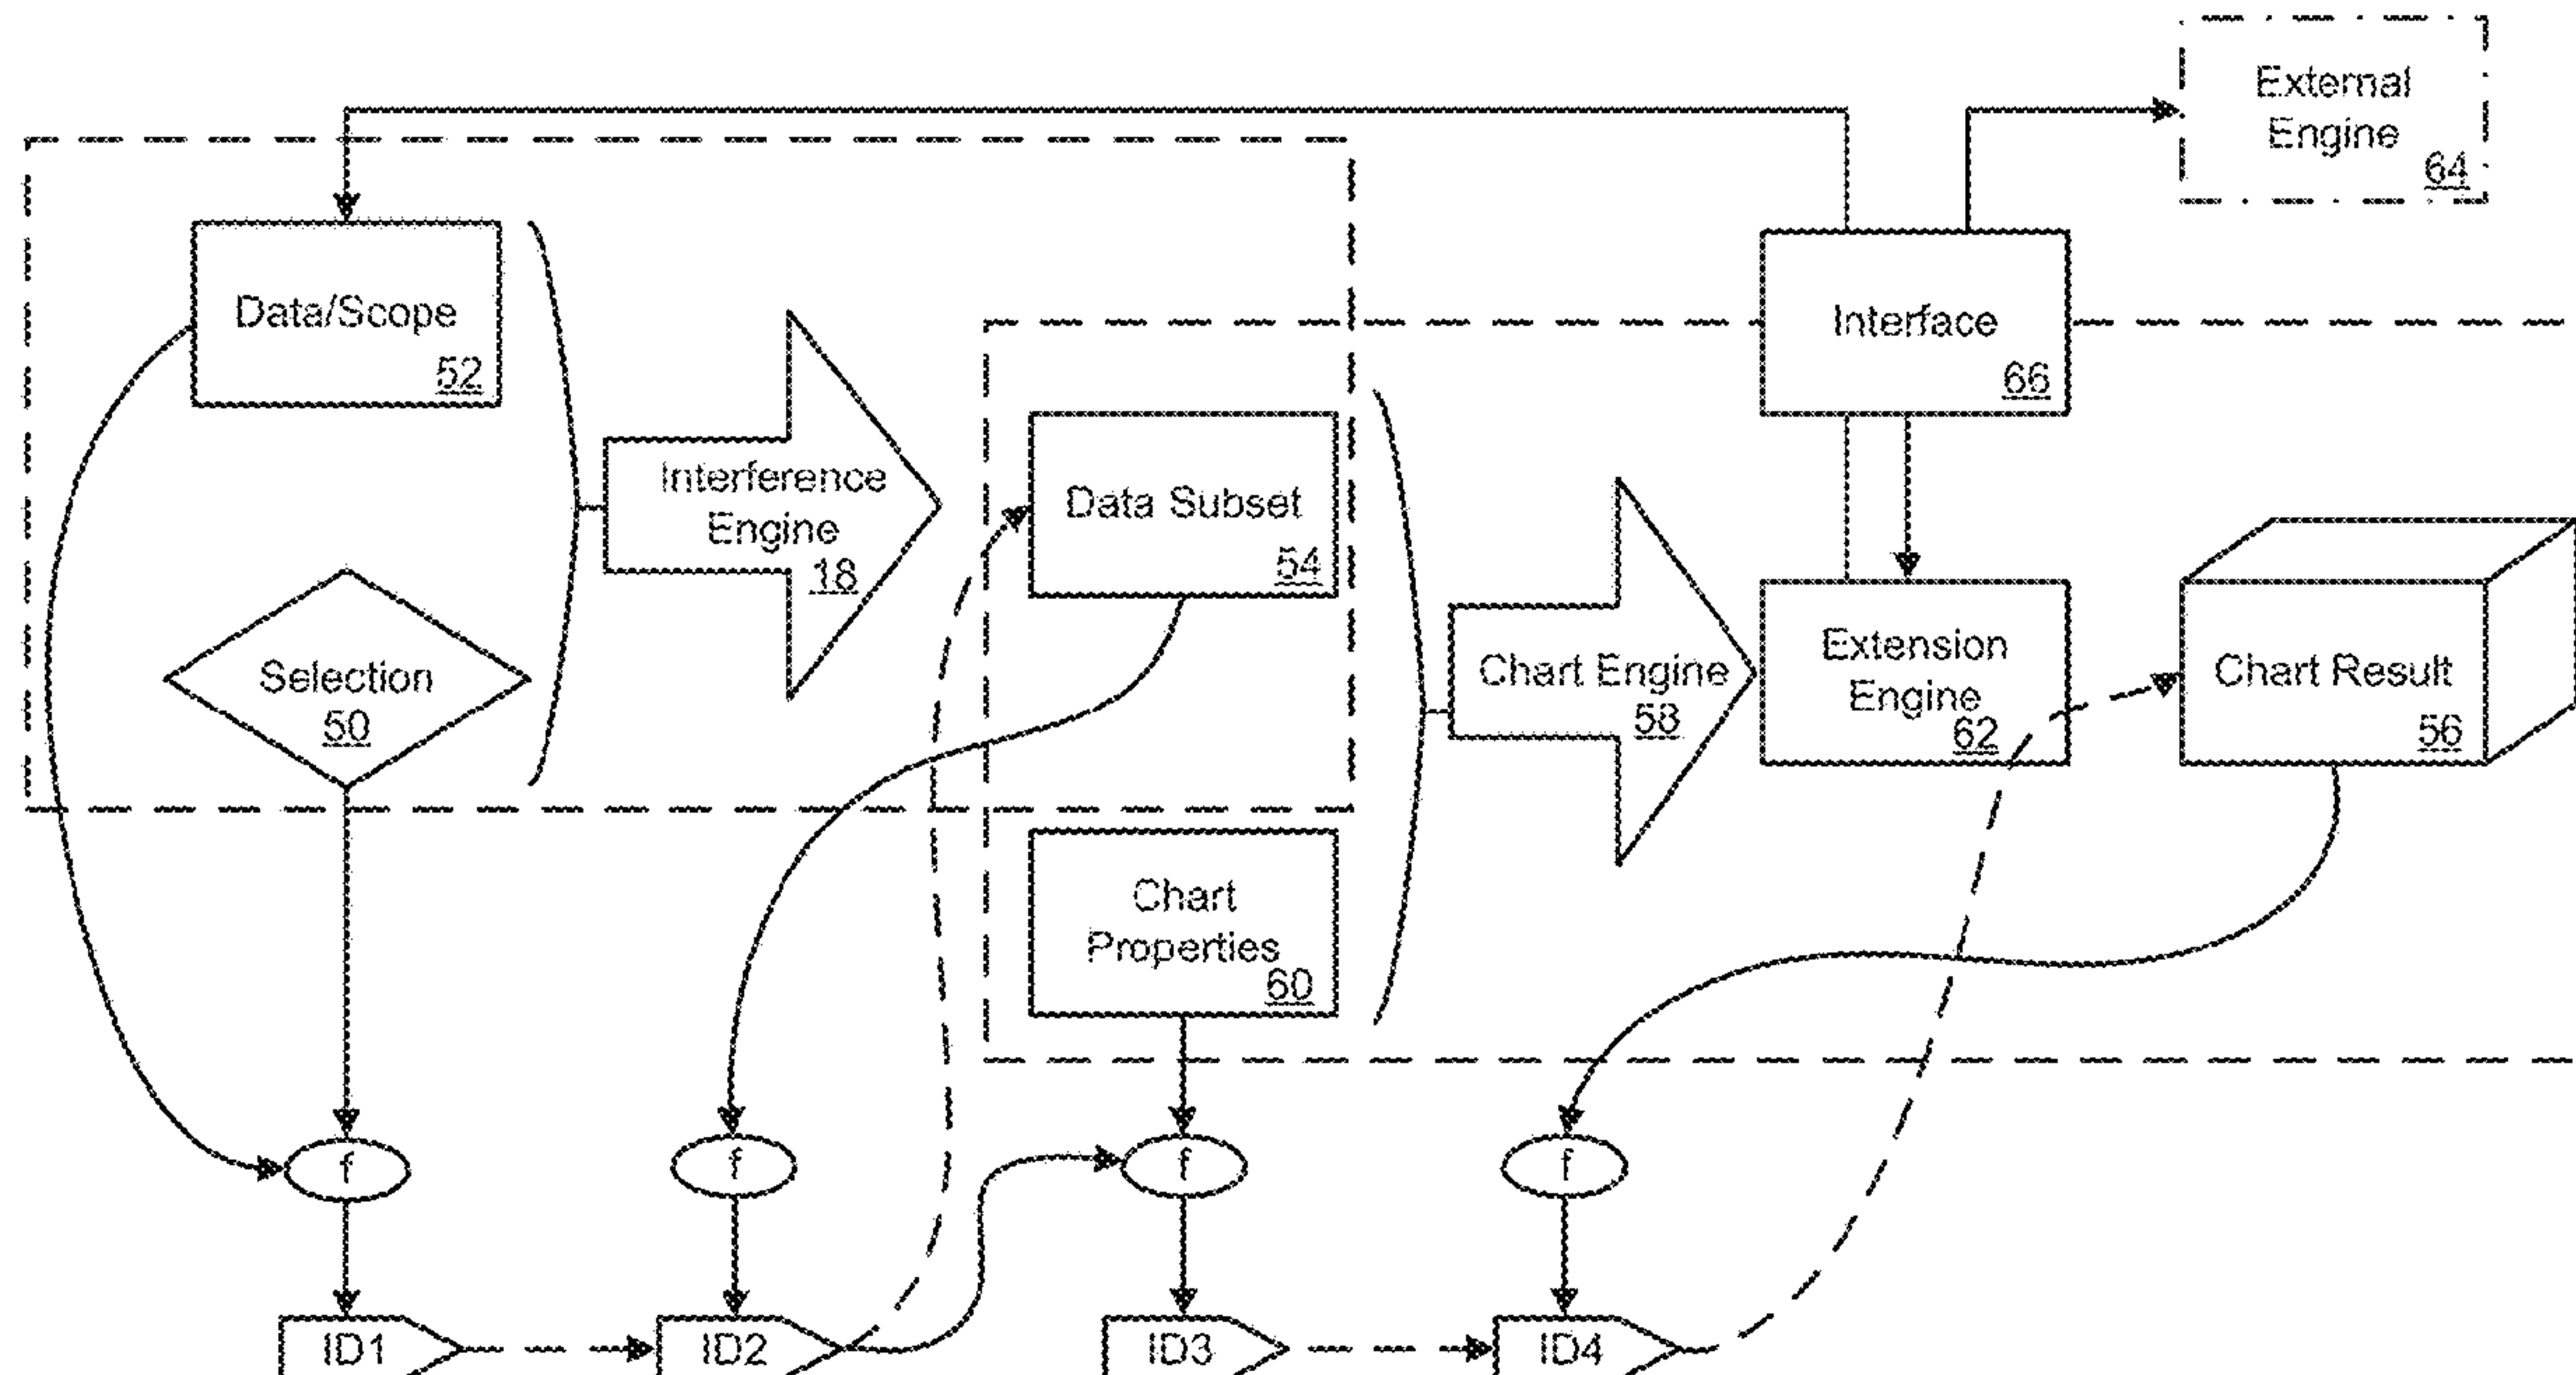 External
Engine
64
Data/Scope
52
Interface
66
Interference
Engine
18
Data Subset
54
Selection
50
Chart Engine
58
Extension
Engine
62
Chart Result
56
Chart
Properties
60
f
f
f
f
ID1
ID2
ID3
ID4